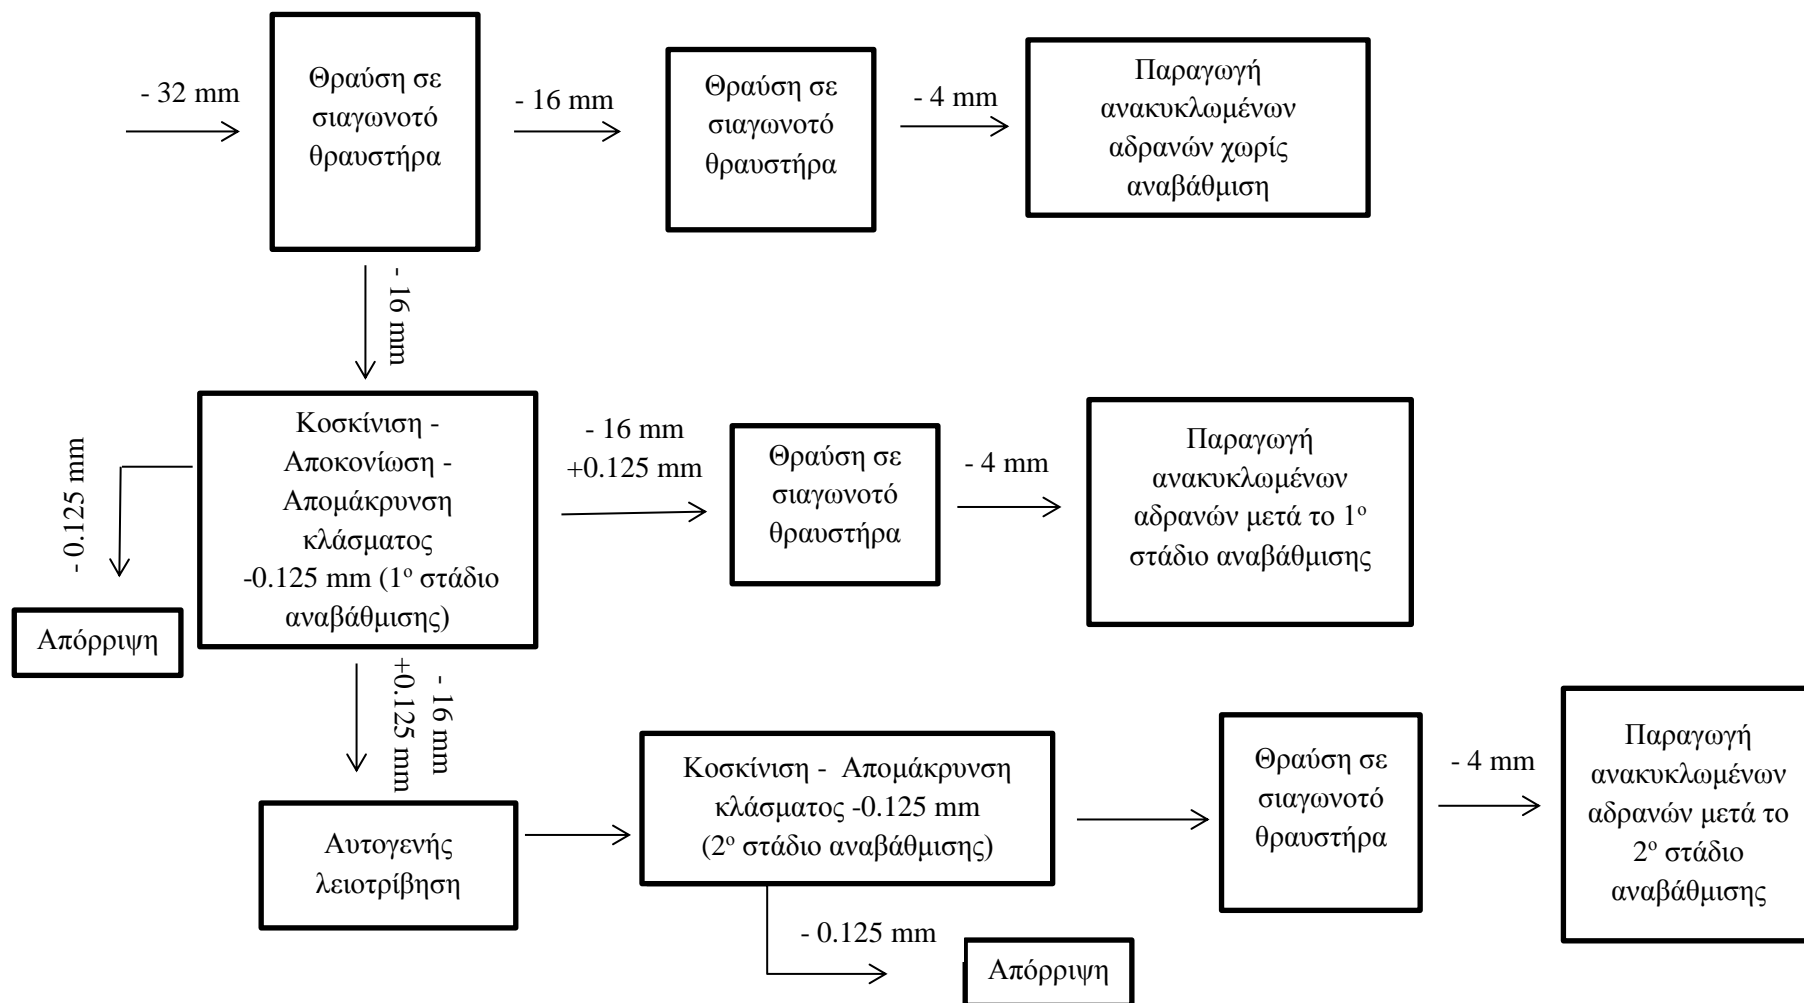 - 32 mm
Θραύση σε
σιαγωνοτό
θραυστήρα
- 16 mm
Θραύση σε
σιαγωνοτό
θραυστήρα
- 4 mm
Παραγωγή
ανακυκλωμένων
αδρανών χωρίς
αναβάθμιση
- 16 mm
Κοσκίνιση -
Αποκονίωση -
Απομάκρυνση
κλάσματος
-0.125 mm (1ο στάδιο
αναβάθμισης)
- 0.125 mm
Απόρριψη
- 16 mm
+0.125 mm
Θραύση σε
σιαγωνοτό
θραυστήρα
- 4 mm
Παραγωγή
ανακυκλωμένων
αδρανών μετά το 1ο
στάδιο αναβάθμισης
- 16 mm
+0.125 mm
Αυτογενής
λειοτρίβηση
Κοσκίνιση - Απομάκρυνση
κλάσματος -0.125 mm
(2ο στάδιο αναβάθμισης)
- 0.125 mm
Απόρριψη
Θραύση σε
σιαγωνοτό
θραυστήρα
- 4 mm
Παραγωγή
ανακυκλωμένων
αδρανών μετά το
2ο στάδιο
αναβάθμισης